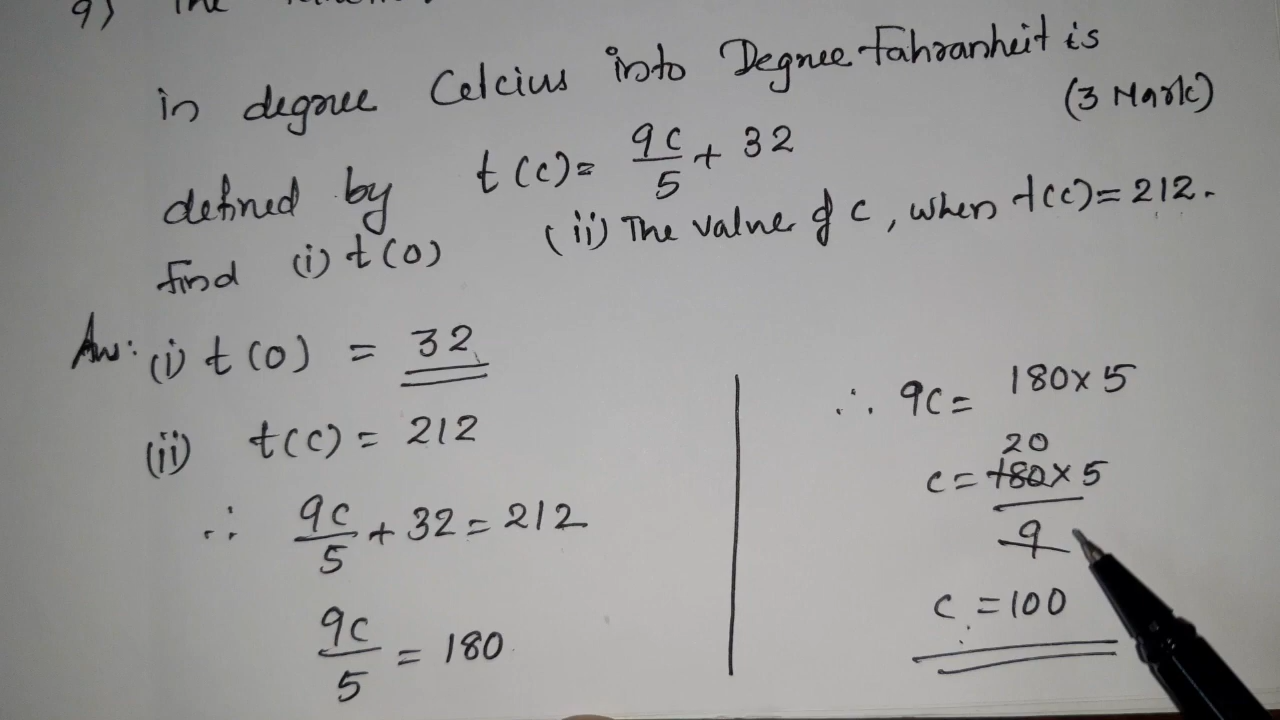 9) The
in degree Celcius into Degree Fahranheit is
(3 Mark)
defined by t(c) = 9c/5 + 32
find (i) t(0) (ii) The value of c, when t(c) = 212.
Ans: (i) t(0) = 32
(ii) t(c) = 212
∴ 9c/5 + 32 = 212
9c/5 = 180
∴ 9c = 180 × 5
20
c = 180 × 5 / 9
c = 100